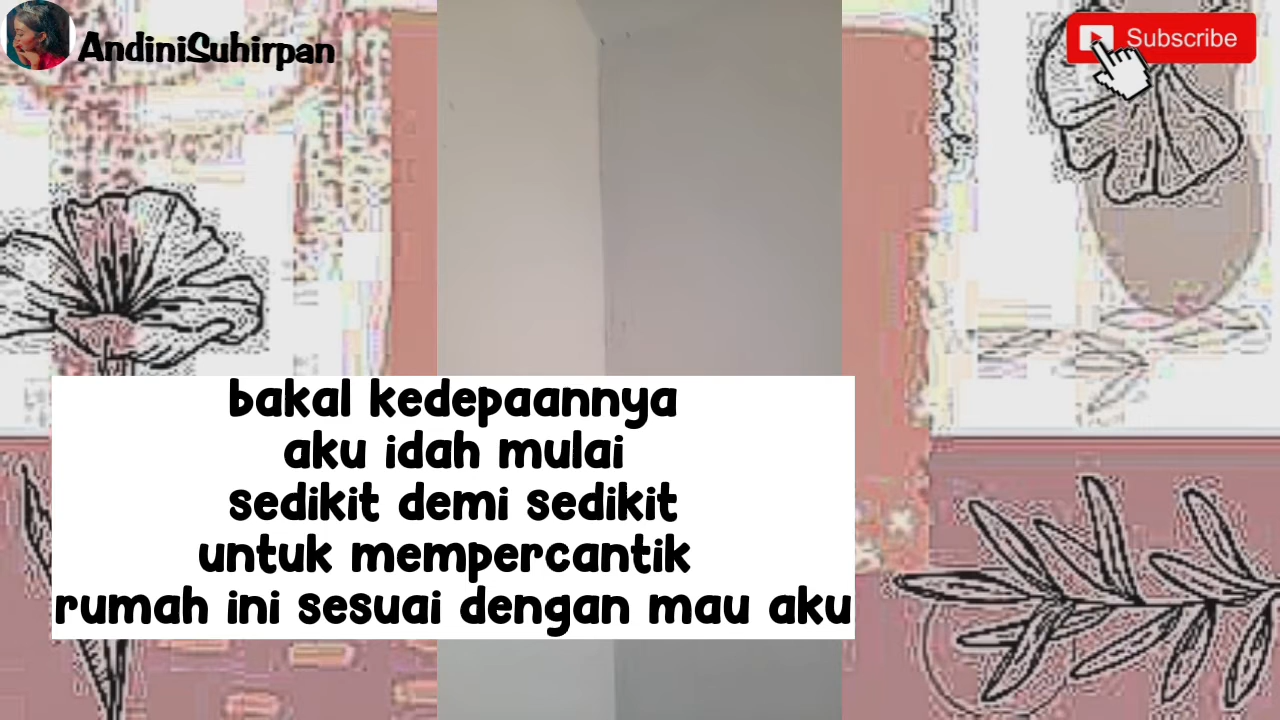 AndiniSuhirpan
Subscribe
bakal kedepaannya
aku idah mulai
sedikit demi sedikit
untuk mempercantik
rumah ini sesuai dengan mau aku